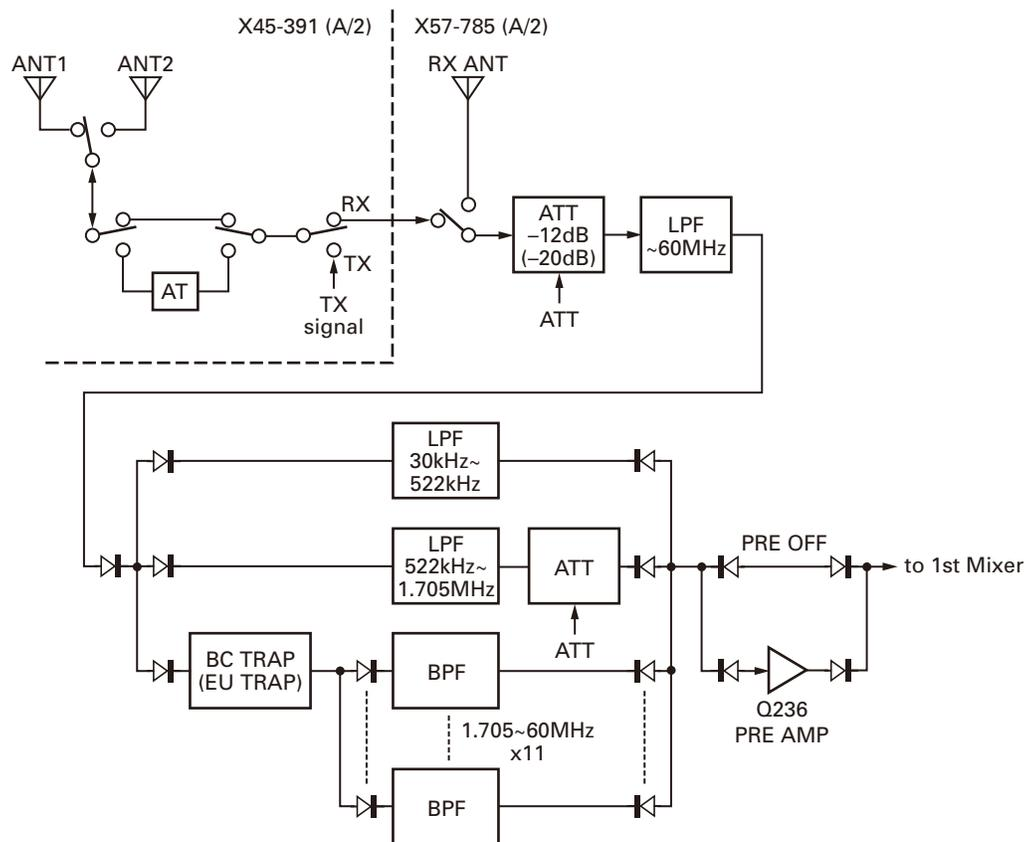 X45-391 (A/2)
X57-785 (A/2)
ANT1
ANT2
RX ANT
RX
TX
TX
signal
AT
ATT
–12dB
(–20dB)
ATT
LPF
~60MHz
LPF
30kHz~
522kHz
LPF
522kHz~
1.705MHz
ATT
ATT
PRE OFF
to 1st Mixer
BC TRAP
(EU TRAP)
BPF
1.705~60MHz
x11
BPF
Q236
PRE AMP